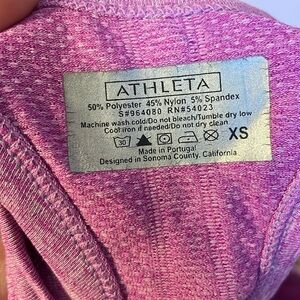 ATHLETA
50% Polyester 45% Nylon 5% Spandex
S#964080 RN#54023
Machine wash cold/Do not bleach/Tumble dry low
Cool iron if needed/Do not dry clean
30 XS
Made in Portugal
Designed in Sonoma County, California